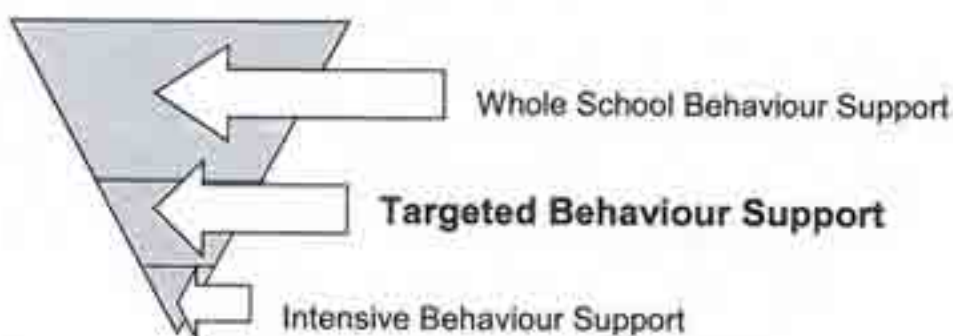 Whole School Behaviour Support
Targeted Behaviour Support
Intensive Behaviour Support